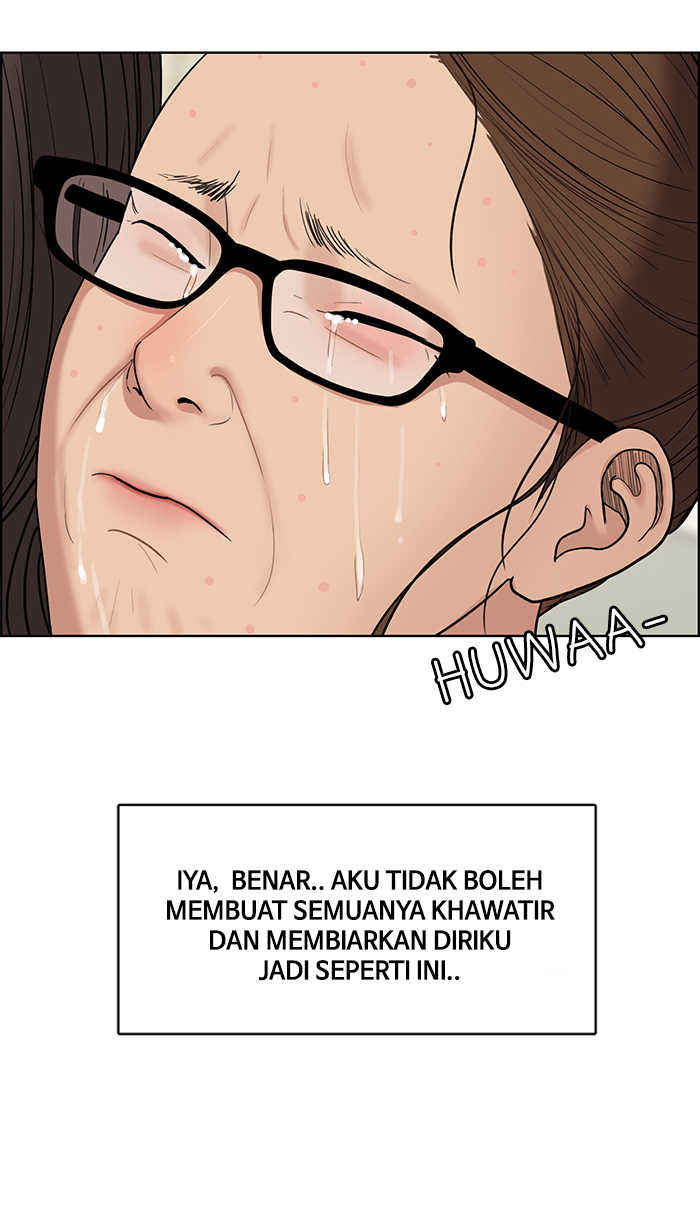 HUWAA-
IYA, BENAR.. AKU TIDAK BOLEH
MEMBUAT SEMUANYA KHAWATIR
DAN MEMBIARKAN DIRIKU
JADI SEPERTI INI..